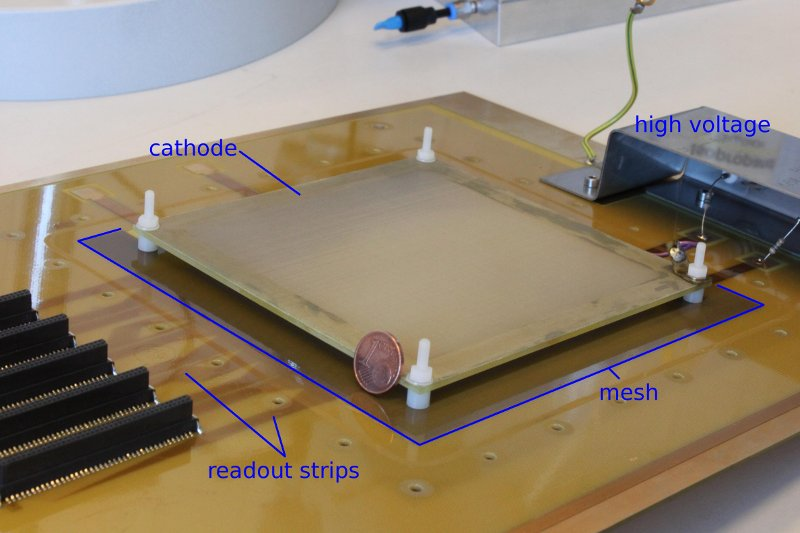 high voltage
cathode
mesh
readout strips